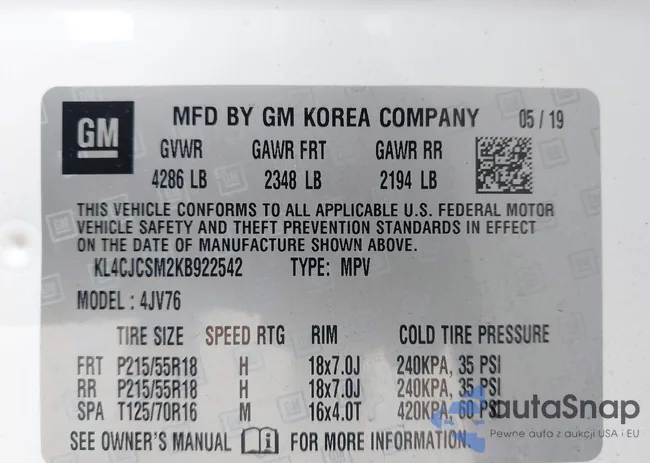 GM
MFD BY GM KOREA COMPANY 05/19
GVWR GAWR FRT GAWR RR
4286 LB 2348 LB 2194 LB
THIS VEHICLE CONFORMS TO ALL APPLICABLE U.S. FEDERAL MOTOR
VEHICLE SAFETY AND THEFT PREVENTION STANDARDS IN EFFECT
ON THE DATE OF MANUFACTURE SHOWN ABOVE.
KL4CJCSM2KB922542 TYPE: MPV
MODEL: 4JV76
TIRE SIZE SPEED RTG RIM COLD TIRE PRESSURE
FRT P215/55R18 H 18x7.0J 240KPA, 35 PSI
RR P215/55R18 H 18x7.0J 240KPA, 35 PSI
SPA T125/70R16 M 16x4.0T 420KPA, 60 PSI
SEE OWNER'S MANUAL FOR MORE INFORMATION.
autaSnap
Pewne auta z aukcji USA i EU